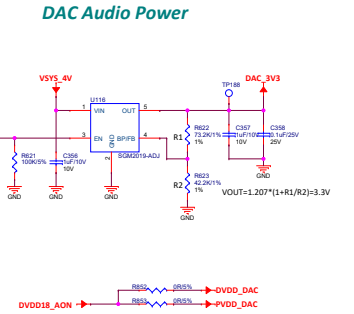 DAC Audio Power
VSYS_4V
DAC_3V3
TP188
U116
1 VIN OUT 5
3 EN BP/FB 4
GND
2
SGM2019-ADJ
R621
100K/5%
C356
1uF/10V
10V
R1
R622
73.2K/1%
1%
C357
1uF/10V
10V
C358
0.1uF/25V
25V
R2
R623
42.2K/1%
1%
GND
GND
GND
GND
GND
VOUT=1.207*(1+R1/R2)=3.3V
R652 0R/5% DVDD_DAC
DVDD18_AON R653 0R/5% PVDD_DAC